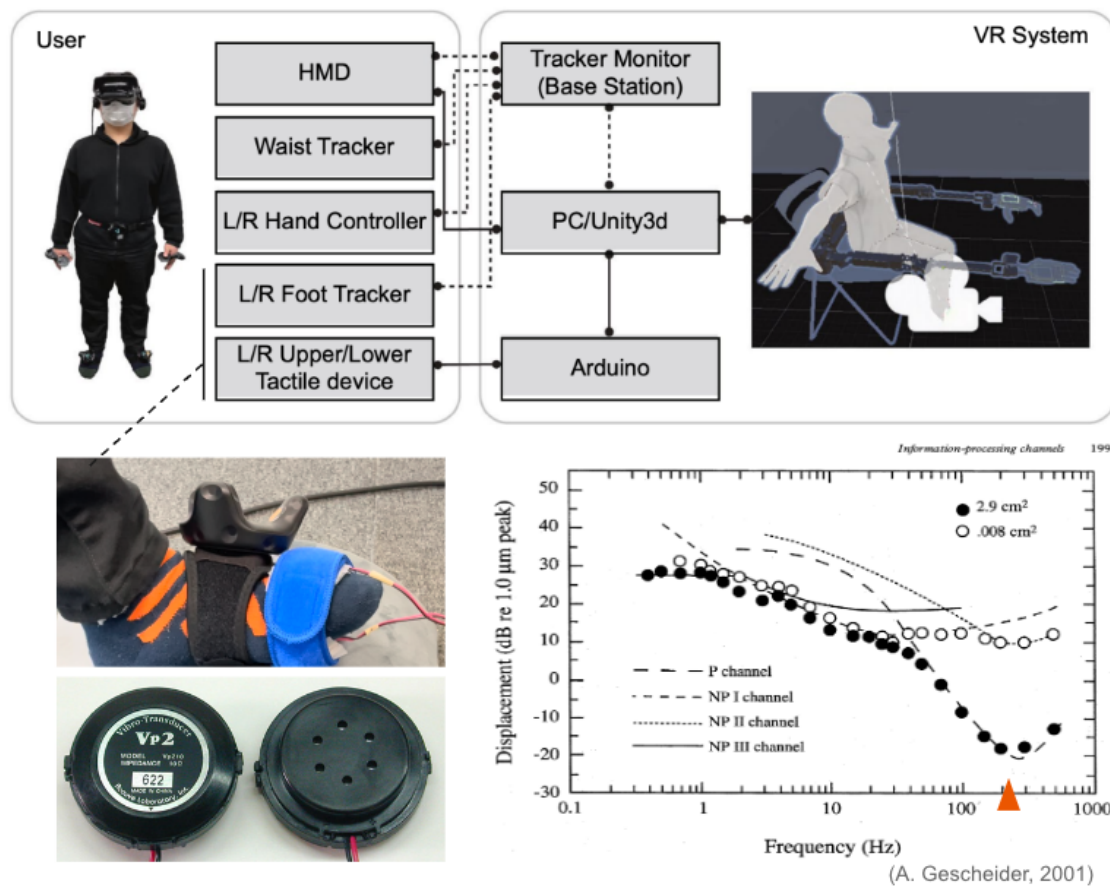 User
VR System
HMD
Tracker Monitor
(Base Station)
Waist Tracker
L/R Hand Controller
PC/Unity3d
L/R Foot Tracker
L/R Upper/Lower
Tactile device
Arduino
Information-processing channels 199
50
40
30
20
10
0
-10
-20
-30
Displacement (dB re 1.0 μm peak)
2.9 cm²
.008 cm²
P channel
NP I channel
NP II channel
NP III channel
0.1 1 10 100 1000
Frequency (Hz)
(A. Gescheider, 2001)
Vibro-Transducer
Vp2
MODEL Vp210
IMPEDANCE
622
MADE IN CHINA